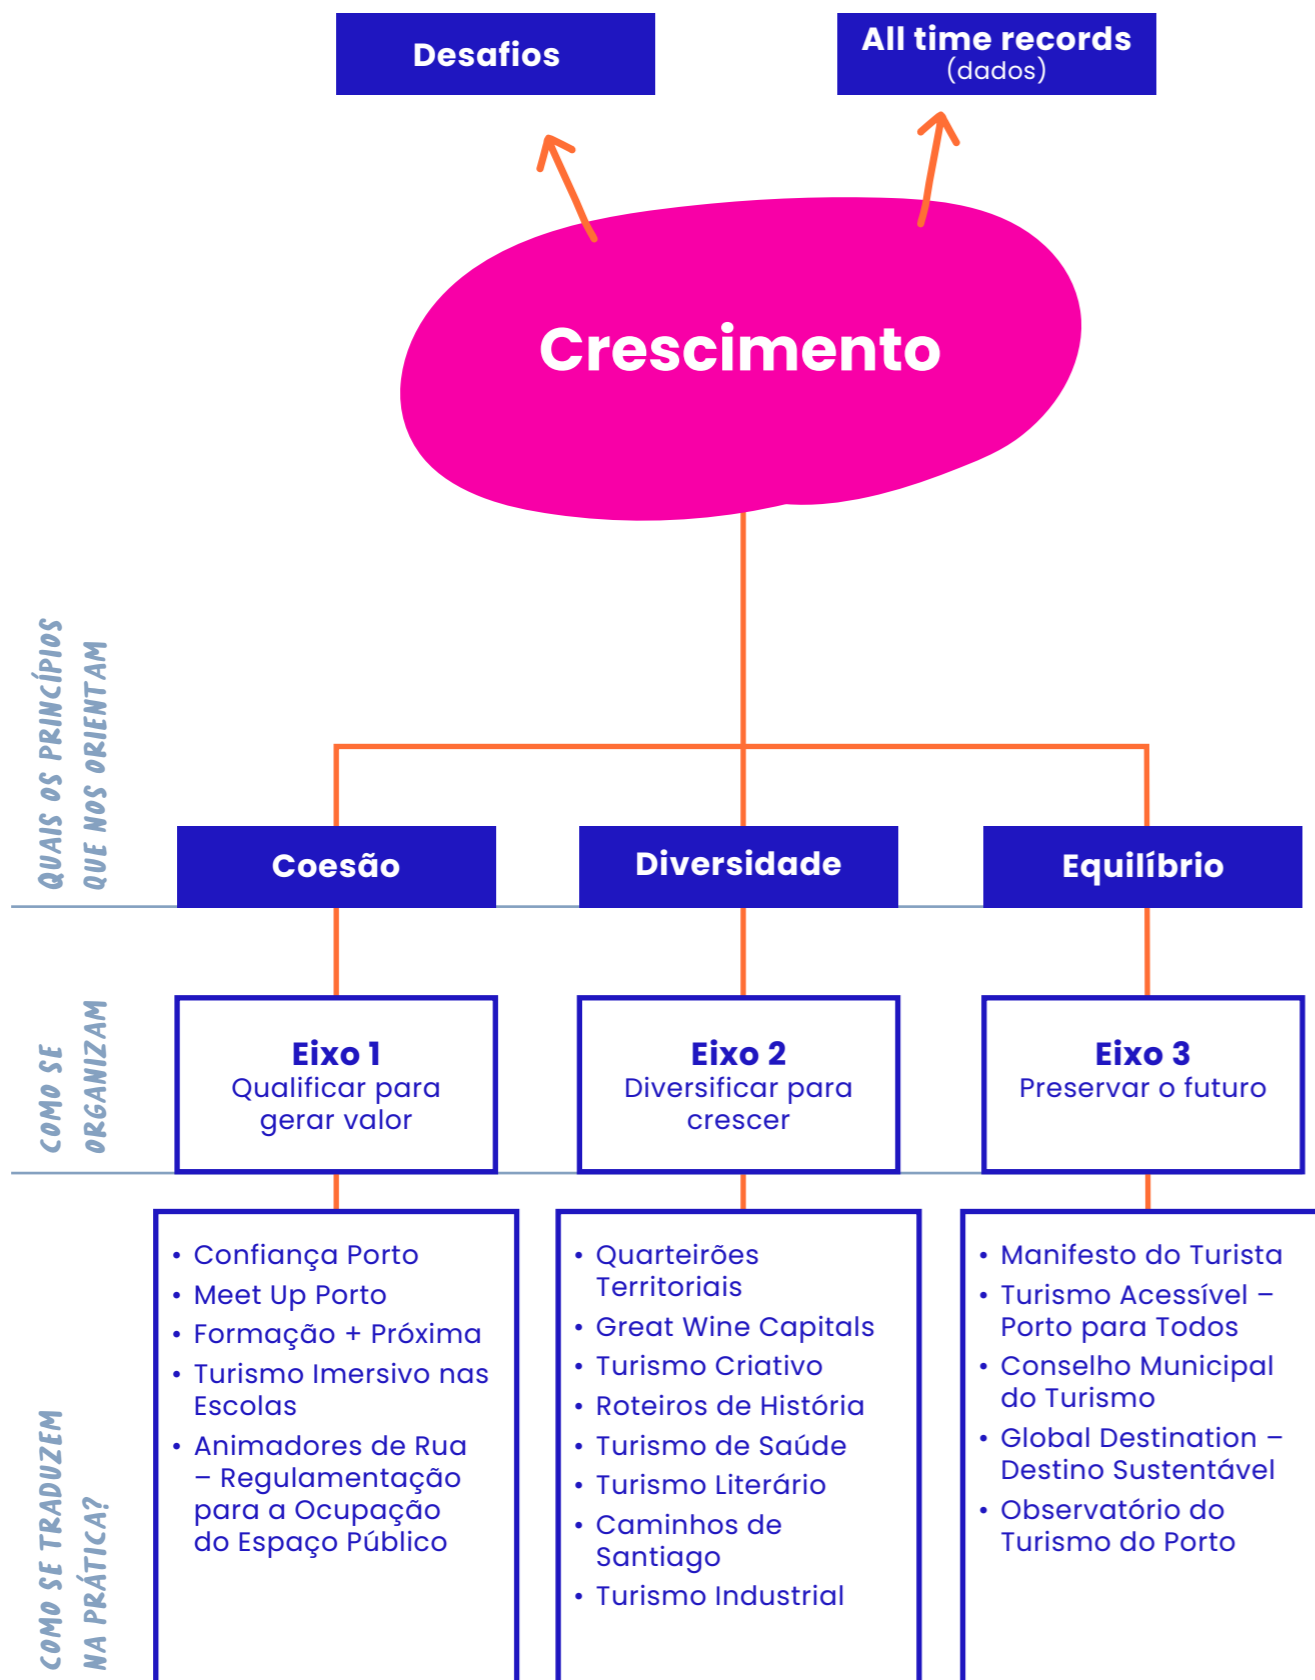 Desafios
All time records
(dados)
Crescimento
QUAIS OS PRINCÍPIOS
QUE NOS ORIENTAM
Coesão
Diversidade
Equilíbrio
COMO SE
ORGANIZAM
Eixo 1
Qualificar para
gerar valor
Eixo 2
Diversificar para
crescer
Eixo 3
Preservar o futuro
COMO SE TRADUZEM
NA PRÁTICA?
• Confiança Porto
• Meet Up Porto
• Formação + Próxima
• Turismo Imersivo nas
Escolas
• Animadores de Rua
– Regulamentação
para a Ocupação
do Espaço Público
• Quarteirões
Territoriais
• Great Wine Capitals
• Turismo Criativo
• Roteiros de História
• Turismo de Saúde
• Turismo Literário
• Caminhos de
Santiago
• Turismo Industrial
• Manifesto do Turista
• Turismo Acessível –
Porto para Todos
• Conselho Municipal
do Turismo
• Global Destination –
Destino Sustentável
• Observatório do
Turismo do Porto